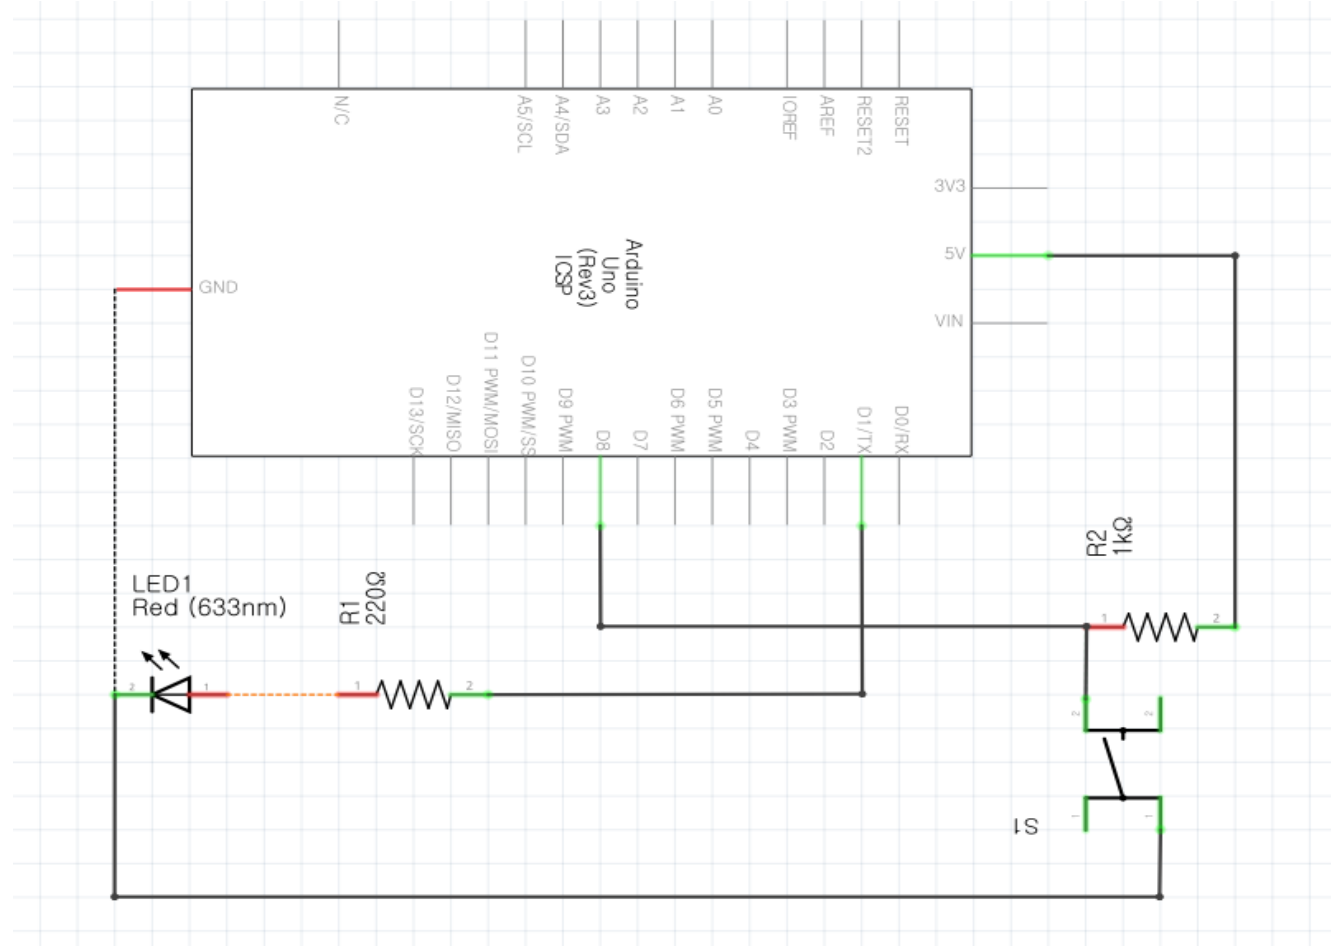 N/C
A5/SCL
A4/SDA
A3
A2
A1
A0
IOREF
AREF
RESET2
RESET
3V3
5V
VIN
GND
Arduino
Uno
(Rev3)
ICSP
D13/SCK
D12/MISO
D11 PWM/MOSI
D10 PWM/SS
D9 PWM
D8
D7
D6 PWM
D5 PWM
D4
D3 PWM
D2
D1/TX
D0/RX
R2
1kΩ
1
2
LED1
Red (633nm)
R1
220Ω
2
1
1
2
2
2
1
1
S1